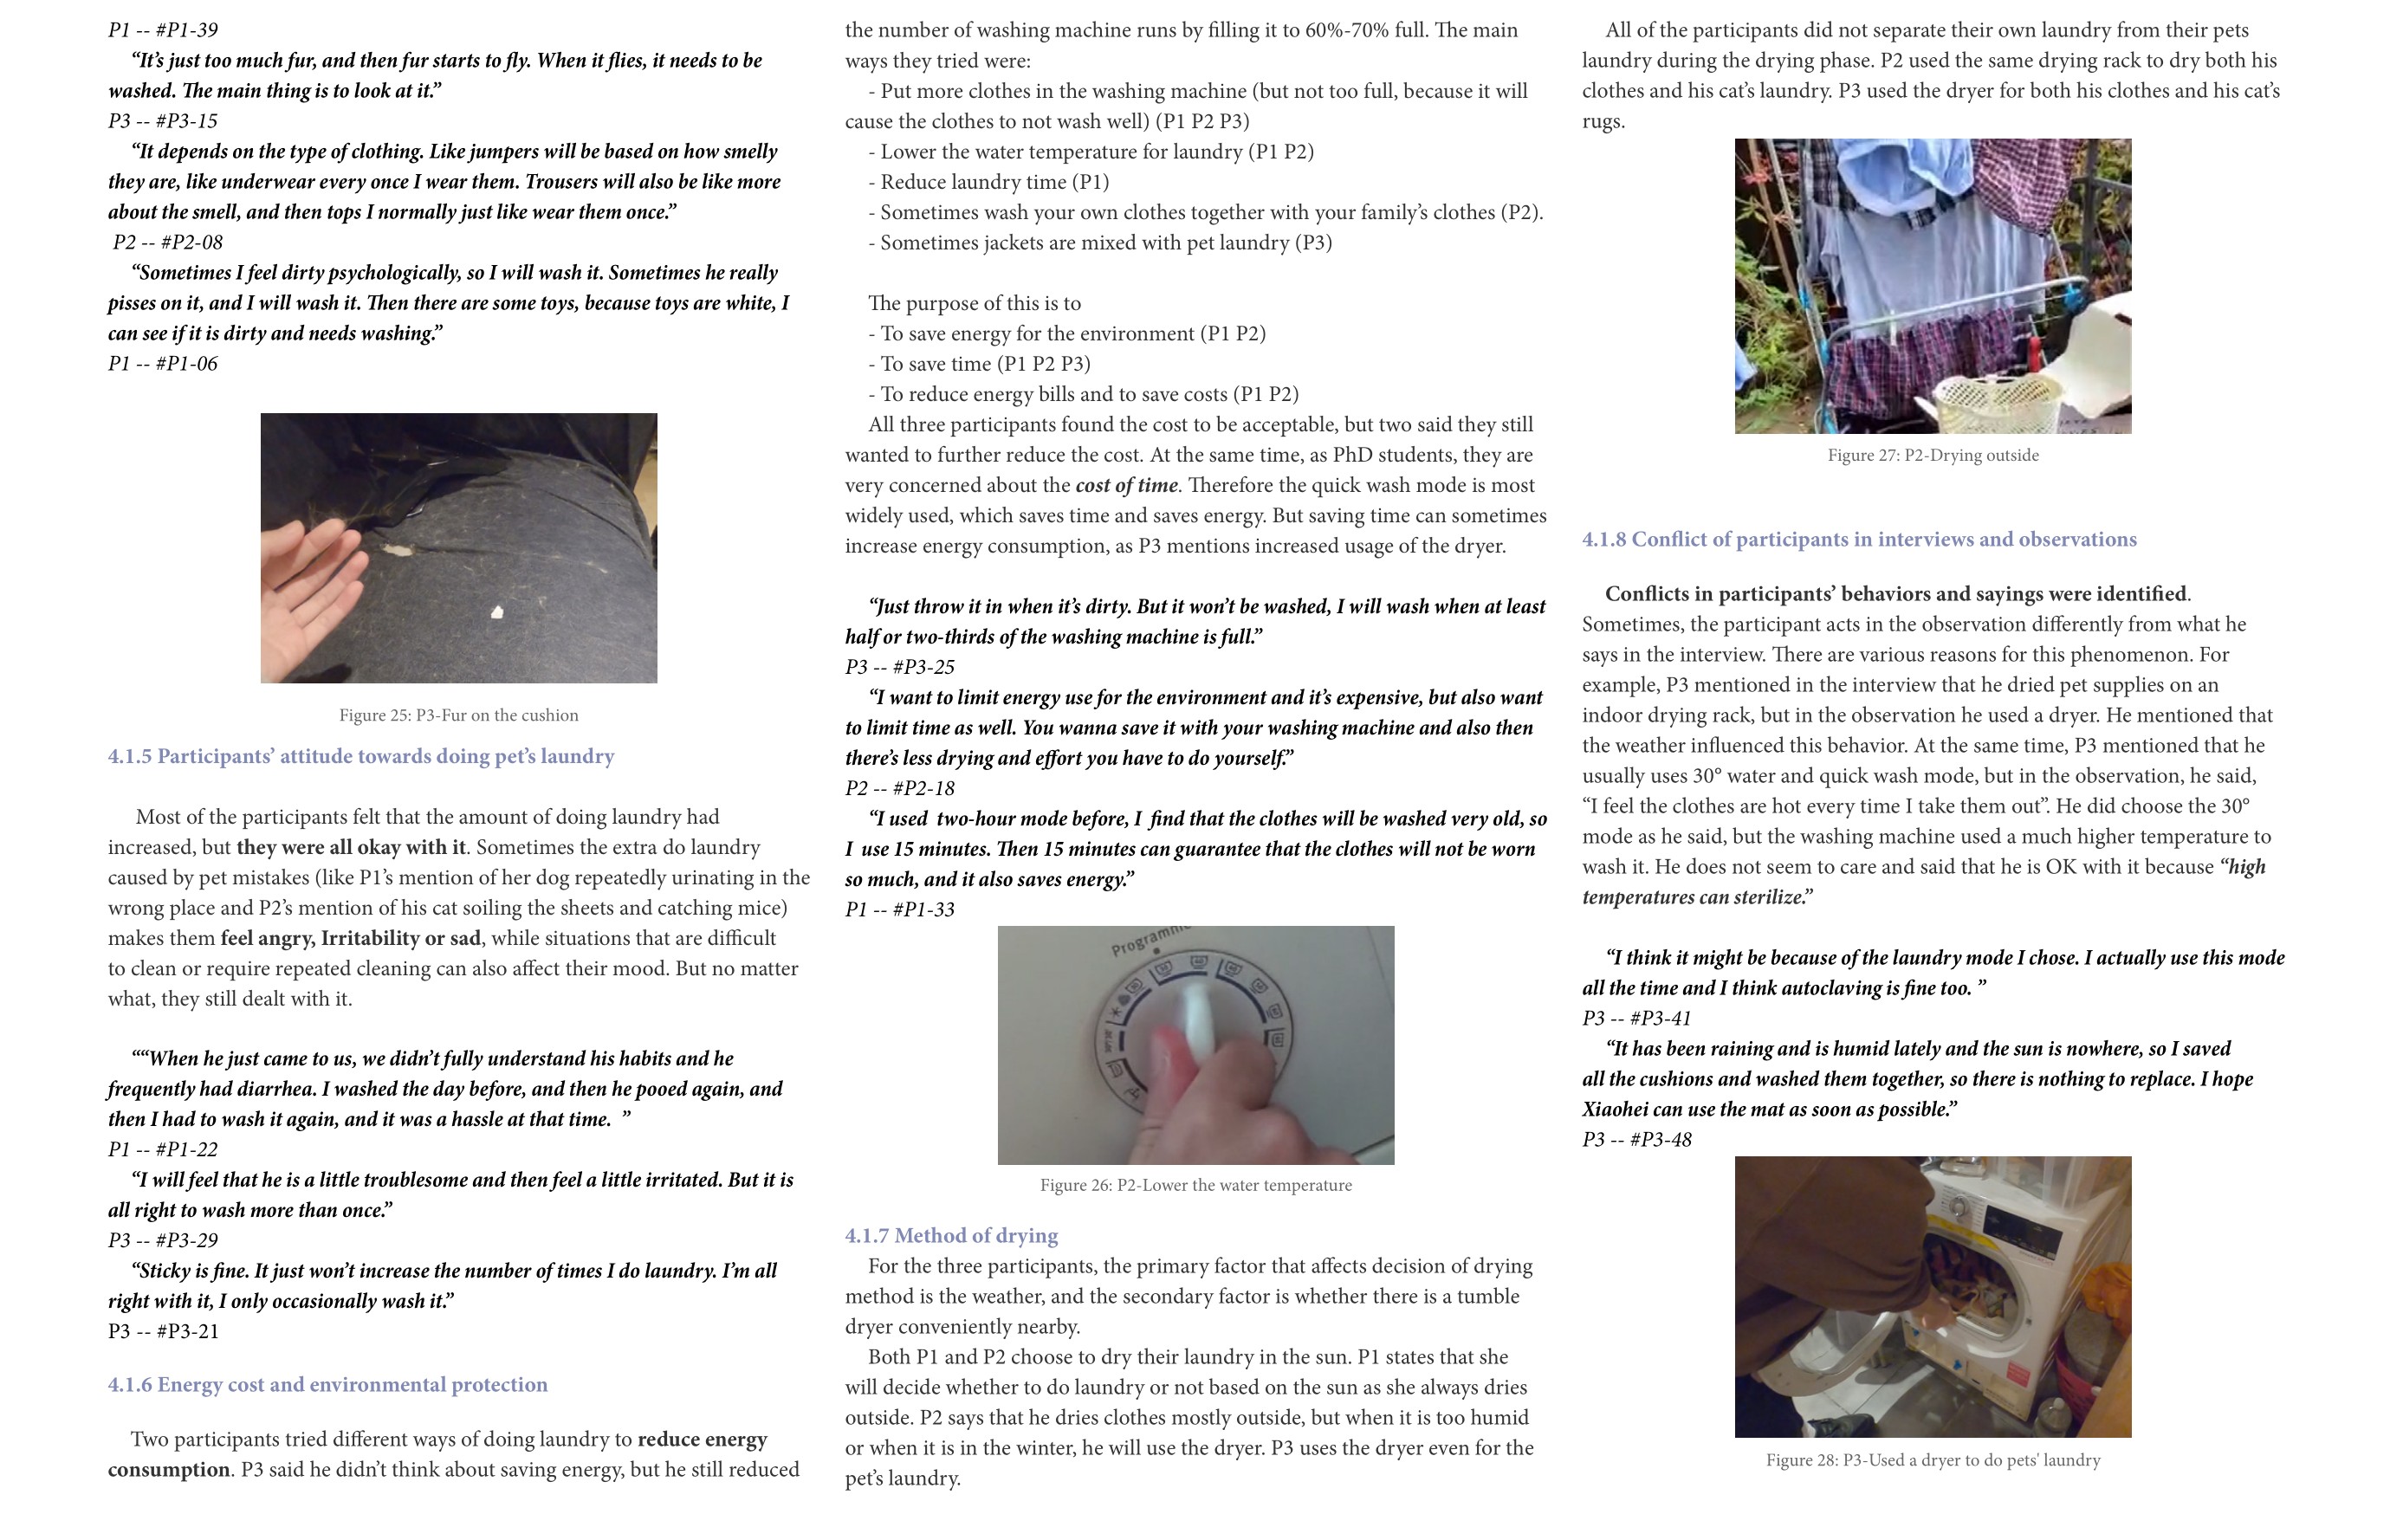 P1 -- #P1-39
“It’s just too much fur, and then fur starts to fly. When it flies, it needs to be
washed. The main thing is to look at it.”
P3 -- #P3-15
“It depends on the type of clothing. Like jumpers will be based on how smelly
they are, like underwear every once I wear them. Trousers will also be like more
about the smell, and then tops I normally just like wear them once.”
P2 -- #P2-08
“Sometimes I feel dirty psychologically, so I will wash it. Sometimes he really
pisses on it, and I will wash it. Then there are some toys, because toys are white, I
can see if it is dirty and needs washing.”
P1 -- #P1-06
Figure 25: P3-Fur on the cushion
4.1.5 Participants’ attitude towards doing pet’s laundry
Most of the participants felt that the amount of doing laundry had
increased, but they were all okay with it. Sometimes the extra do laundry
caused by pet mistakes (like P1’s mention of her dog repeatedly urinating in the
wrong place and P2’s mention of his cat soiling the sheets and catching mice)
makes them feel angry, Irritability or sad, while situations that are difficult
to clean or require repeated cleaning can also affect their mood. But no matter
what, they still dealt with it.
““When he just came to us, we didn’t fully understand his habits and he
frequently had diarrhea. I washed the day before, and then he pooed again, and
then I had to wash it again, and it was a hassle at that time. ”
P1 -- #P1-22
“I will feel that he is a little troublesome and then feel a little irritated. But it is
all right to wash more than once.”
P3 -- #P3-29
“Sticky is fine. It just won’t increase the number of times I do laundry. I’m all
right with it, I only occasionally wash it.”
P3 -- #P3-21
4.1.6 Energy cost and environmental protection
Two participants tried different ways of doing laundry to reduce energy
consumption. P3 said he didn’t think about saving energy, but he still reduced
the number of washing machine runs by filling it to 60%-70% full. The main
ways they tried were:
- Put more clothes in the washing machine (but not too full, because it will
cause the clothes to not wash well) (P1 P2 P3)
- Lower the water temperature for laundry (P1 P2)
- Reduce laundry time (P1)
- Sometimes wash your own clothes together with your family’s clothes (P2).
- Sometimes jackets are mixed with pet laundry (P3)
The purpose of this is to
- To save energy for the environment (P1 P2)
- To save time (P1 P2 P3)
- To reduce energy bills and to save costs (P1 P2)
All three participants found the cost to be acceptable, but two said they still
wanted to further reduce the cost. At the same time, as PhD students, they are
very concerned about the cost of time. Therefore the quick wash mode is most
widely used, which saves time and saves energy. But saving time can sometimes
increase energy consumption, as P3 mentions increased usage of the dryer.
“Just throw it in when it’s dirty. But it won’t be washed, I will wash when at least
half or two-thirds of the washing machine is full.”
P3 -- #P3-25
“I want to limit energy use for the environment and it’s expensive, but also want
to limit time as well. You wanna save it with your washing machine and also then
there’s less drying and effort you have to do yourself.”
P2 -- #P2-18
“I used two-hour mode before, I find that the clothes will be washed very old, so
I use 15 minutes. Then 15 minutes can guarantee that the clothes will not be worn
so much, and it also saves energy.”
P1 -- #P1-33
Programm
Figure 26: P2-Lower the water temperature
4.1.7 Method of drying
For the three participants, the primary factor that affects decision of drying
method is the weather, and the secondary factor is whether there is a tumble
dryer conveniently nearby.
Both P1 and P2 choose to dry their laundry in the sun. P1 states that she
will decide whether to do laundry or not based on the sun as she always dries
outside. P2 says that he dries clothes mostly outside, but when it is too humid
or when it is in the winter, he will use the dryer. P3 uses the dryer even for the
pet’s laundry.
All of the participants did not separate their own laundry from their pets
laundry during the drying phase. P2 used the same drying rack to dry both his
clothes and his cat’s laundry. P3 used the dryer for both his clothes and his cat’s
rugs.
Figure 27: P2-Drying outside
4.1.8 Conflict of participants in interviews and observations
Conflicts in participants’ behaviors and sayings were identified.
Sometimes, the participant acts in the observation differently from what he
says in the interview. There are various reasons for this phenomenon. For
example, P3 mentioned in the interview that he dried pet supplies on an
indoor drying rack, but in the observation he used a dryer. He mentioned that
the weather influenced this behavior. At the same time, P3 mentioned that he
usually uses 30° water and quick wash mode, but in the observation, he said,
“I feel the clothes are hot every time I take them out”. He did choose the 30°
mode as he said, but the washing machine used a much higher temperature to
wash it. He does not seem to care and said that he is OK with it because “high
temperatures can sterilize.”
“I think it might be because of the laundry mode I chose. I actually use this mode
all the time and I think autoclaving is fine too. ”
P3 -- #P3-41
“It has been raining and is humid lately and the sun is nowhere, so I saved
all the cushions and washed them together, so there is nothing to replace. I hope
Xiaohei can use the mat as soon as possible.”
P3 -- #P3-48
Figure 28: P3-Used a dryer to do pets' laundry